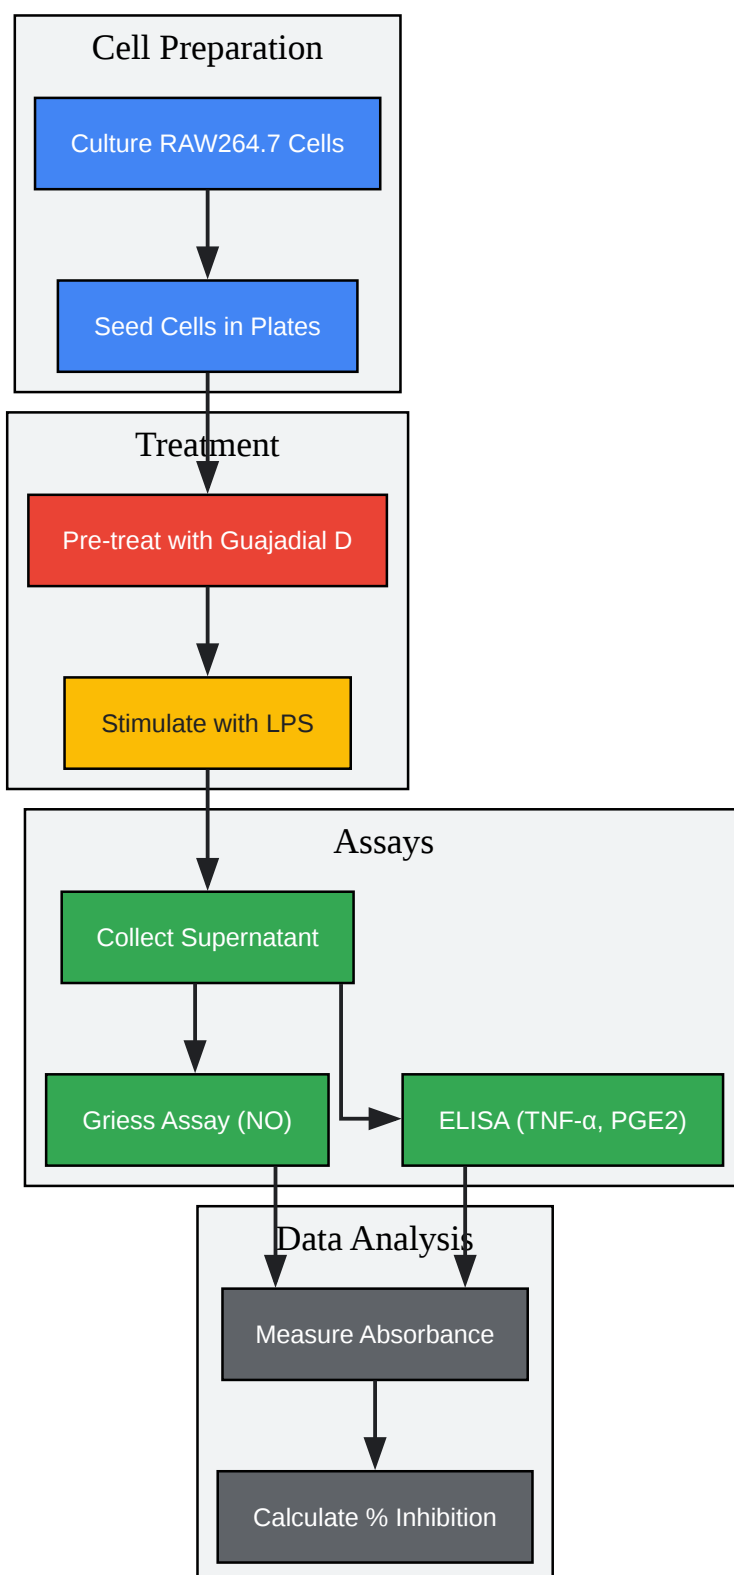 Cell Preparation
Culture RAW264.7 Cells
Seed Cells in Plates
Treatment
Pre-treat with Guajadial D
Stimulate with LPS
Assays
Collect Supernatant
Griess Assay (NO)
ELISA (TNF-α, PGE2)
Data Analysis
Measure Absorbance
Calculate % Inhibition